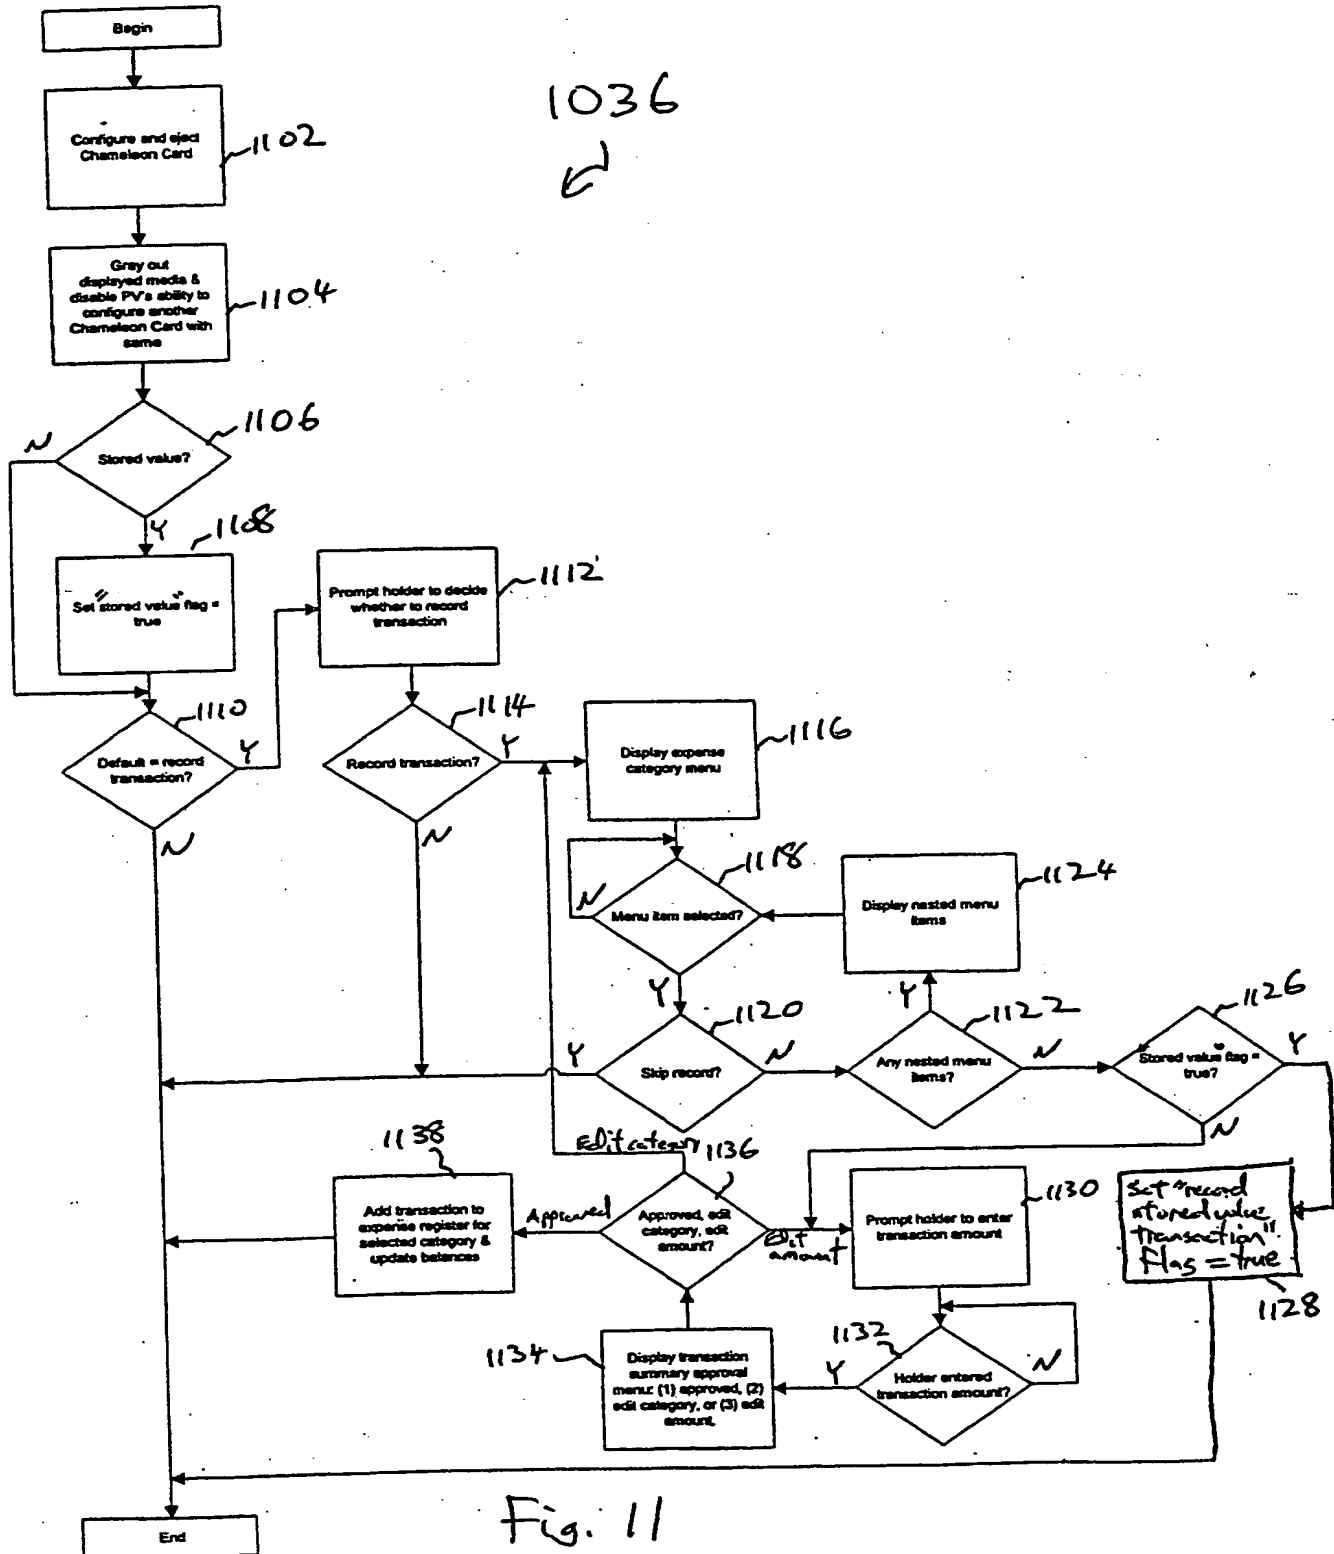 Begin
1036
Configure and eject
Chameleon Card
1102
Gray out
displayed media &
disable PV's ability to
configure another
Chameleon Card with
same
1104
1106
N
Stored value?
Y
1108
Set "stored value" flag =
true
1112
Prompt holder to decide
whether to record
transaction
1110
Default = record
transaction?
Y
N
1114
Record transaction?
Y
N
1116
Display expense
category menu
1118
N
Menu item selected?
Y
1124
Display nested menu
items
1120
Y
Skip record?
N
Y
1122
Any nested menu
items?
N
1126
"Stored value" flag =
true?
Y
N
1138
Add transaction to
expense register for
selected category &
update balances
Edit category
1136
Approved
Approved, edit
category, edit
amount?
Edit
amount
Prompt holder to enter
transaction amount
1130
Set "record
stored value
transaction"
Flag = true
1128
1134
Display transaction
summary approval
menu: (1) approved, (2)
edit category, or (3) edit
amount.
1132
Y
Holder entered
transaction amount?
N
End
Fig. 11